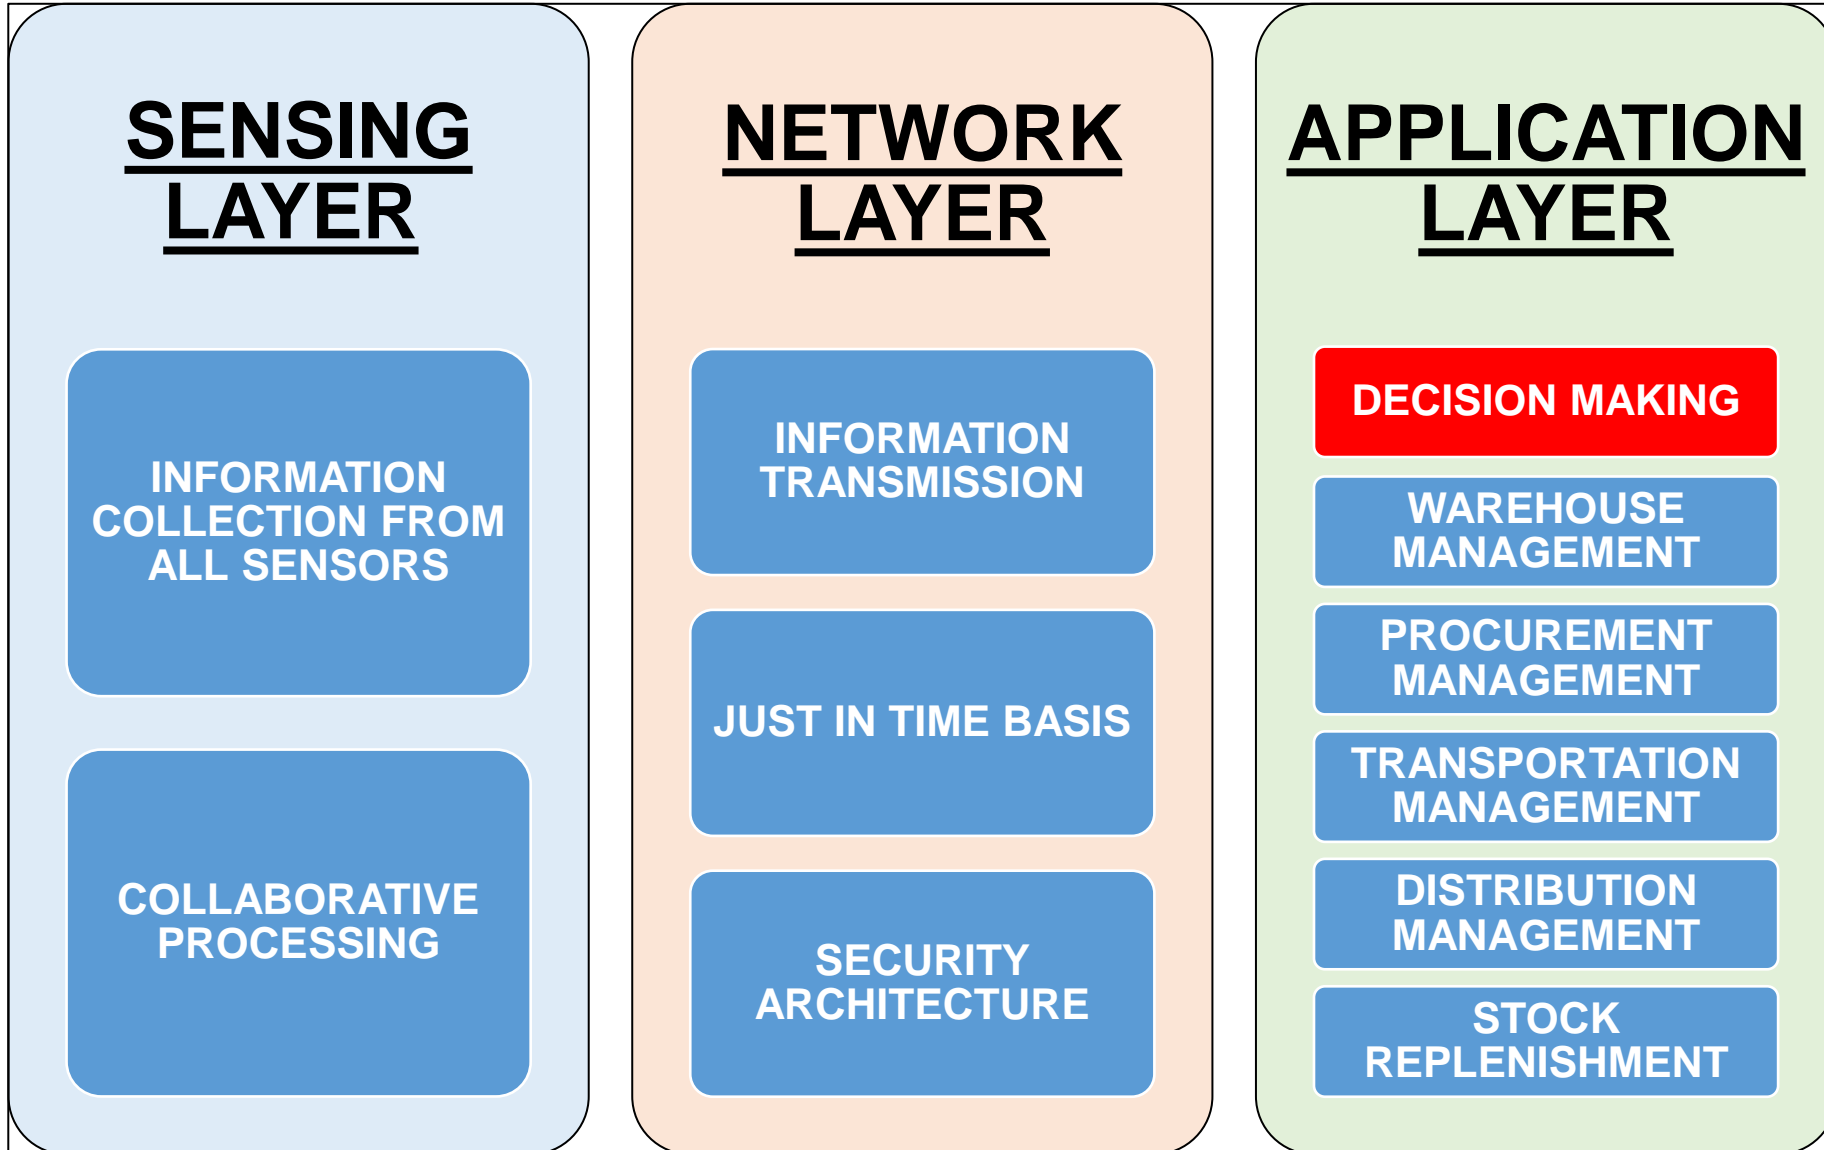 SENSING
LAYER
INFORMATION
COLLECTION FROM
ALL SENSORS
COLLABORATIVE
PROCESSING
NETWORK
LAYER
INFORMATION
TRANSMISSION
JUST IN TIME BASIS
SECURITY
ARCHITECTURE
APPLICATION
LAYER
DECISION MAKING
WAREHOUSE
MANAGEMENT
PROCUREMENT
MANAGEMENT
TRANSPORTATION
MANAGEMENT
DISTRIBUTION
MANAGEMENT
STOCK
REPLENISHMENT